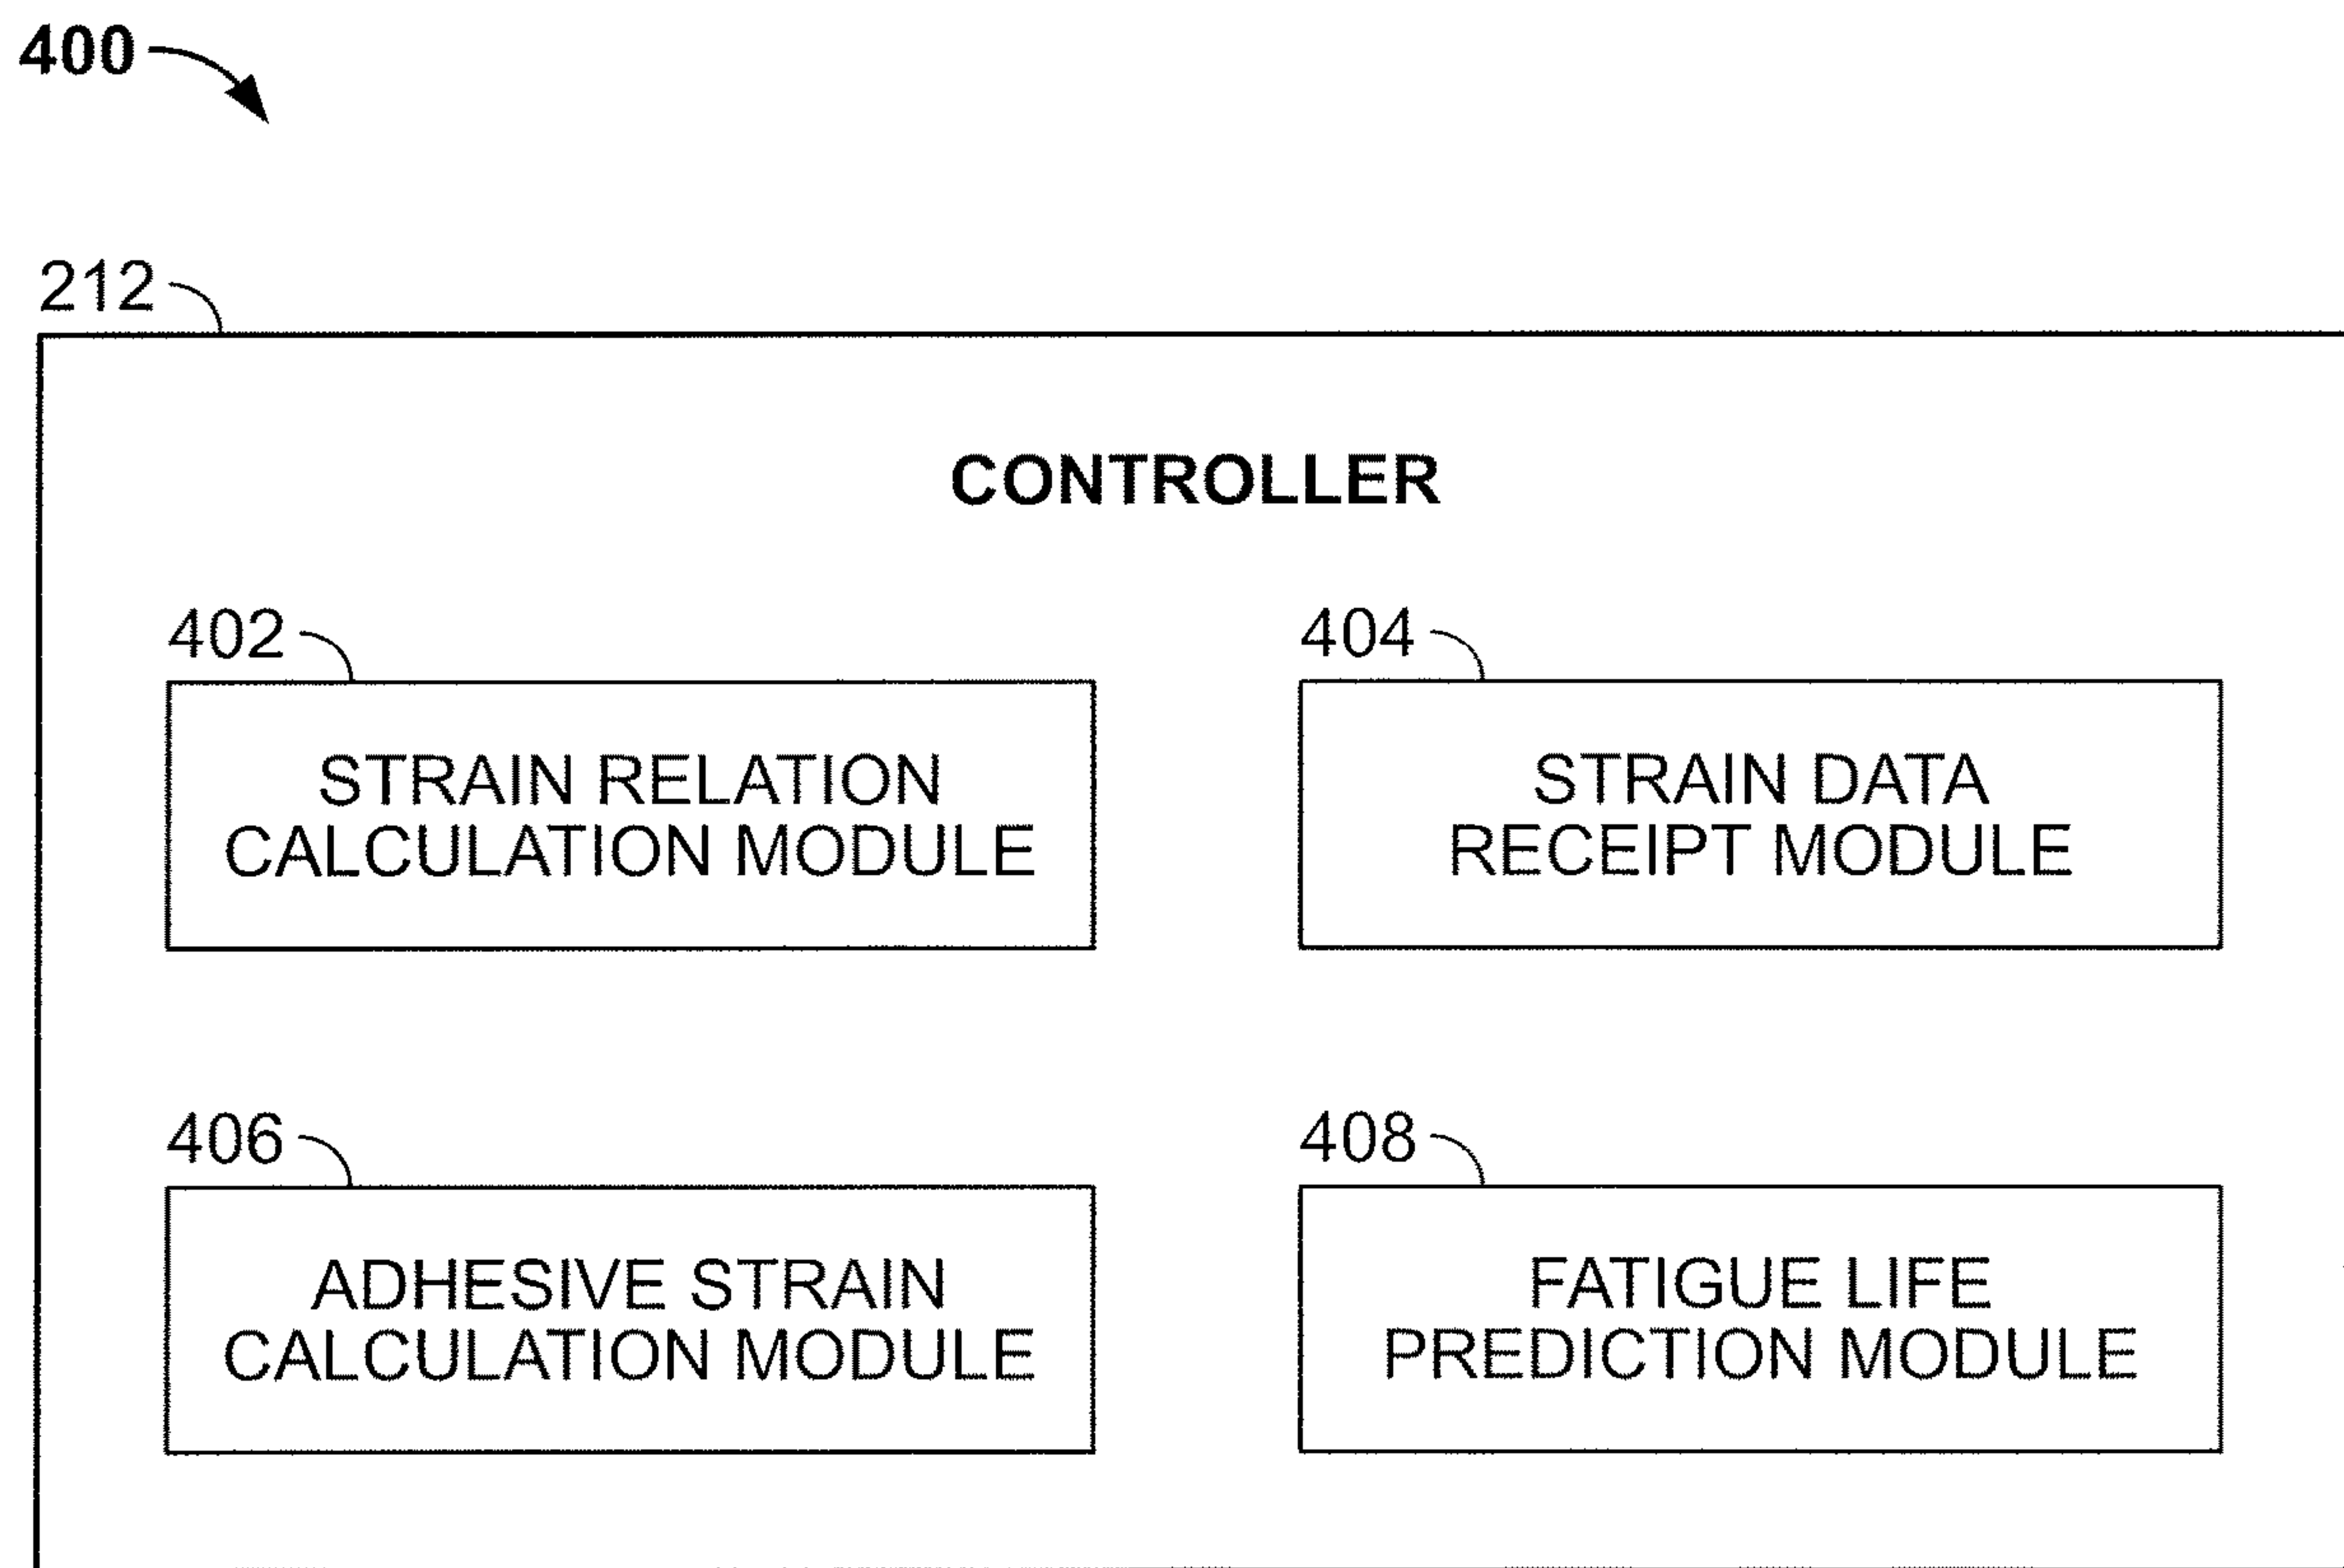 400
212
CONTROLLER
402
404
STRAIN RELATION
CALCULATION MODULE
STRAIN DATA
RECEIPT MODULE
406
408
ADHESIVE STRAIN
CALCULATION MODULE
FATIGUE LIFE
PREDICTION MODULE